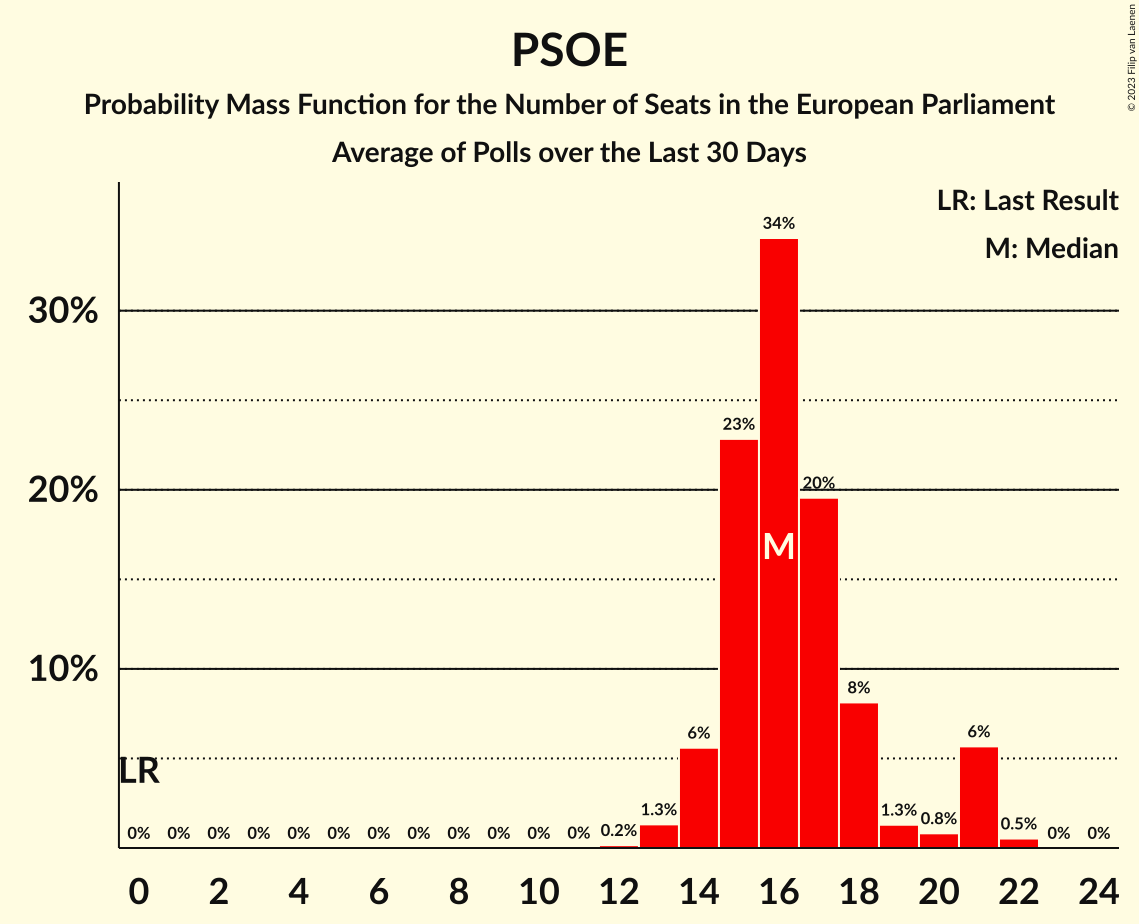 PSOE
Probability Mass Function for the Number of Seats in the European Parliament
Average of Polls over the Last 30 Days
© 2023 Filip van Laenen
LR: Last Result
M: Median
34%
30%
23%
20%
20%
M
10%
8%
6%
6%
LR
1.3%
1.3%
0.8%
0.5%
0% 0% 0% 0% 0% 0% 0% 0% 0% 0% 0% 0% 0.2% 0% 0%
0 2 4 6 8 10 12 14 16 18 20 22 24